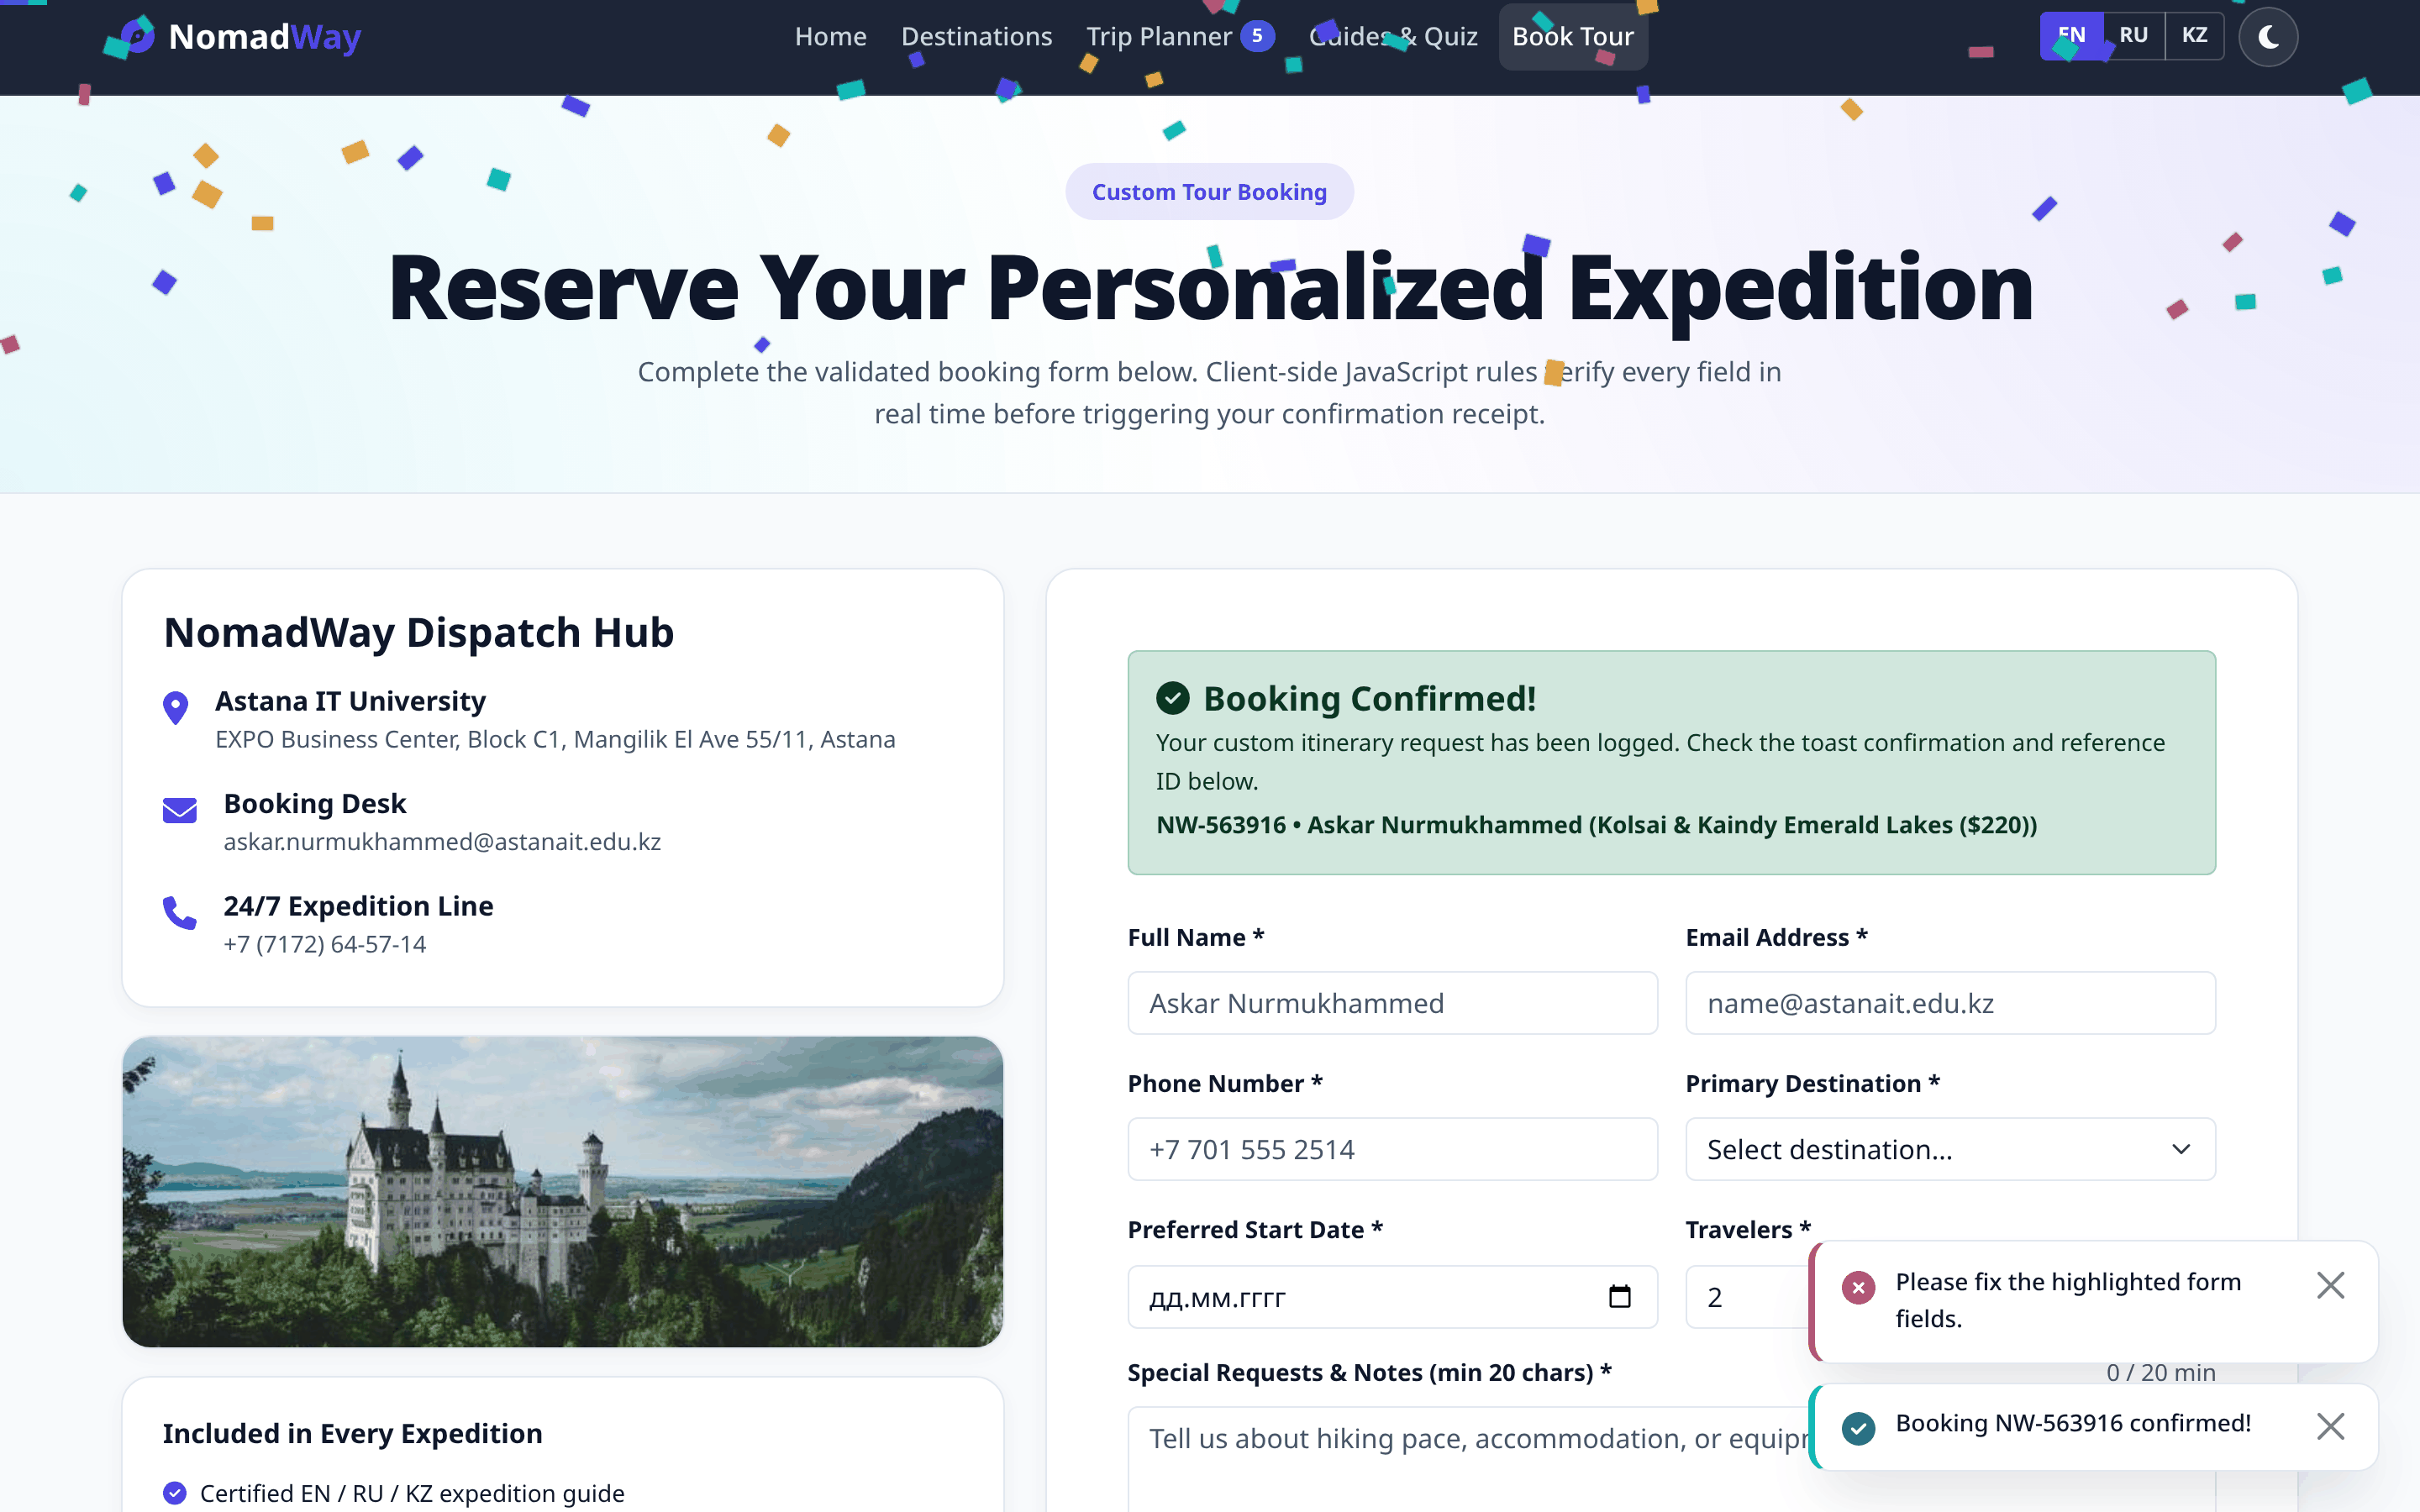 NomadWay
Home
Destinations
Trip Planner 5
Guides & Quiz
Book Tour
EN RU KZ
Custom Tour Booking
Reserve Your Personalized Expedition
Complete the validated booking form below. Client-side JavaScript rules verify every field in
real time before triggering your confirmation receipt.
NomadWay Dispatch Hub
Astana IT University
EXPO Business Center, Block C1, Mangilik El Ave 55/11, Astana
Booking Desk
askar.nurmukhammed@astanait.edu.kz
24/7 Expedition Line
+7 (7172) 64-57-14
Included in Every Expedition
Certified EN / RU / KZ expedition guide
Booking Confirmed!
Your custom itinerary request has been logged. Check the toast confirmation and reference
ID below.
NW-563916 • Askar Nurmukhammed (Kolsai & Kaindy Emerald Lakes ($220))
Full Name *
Askar Nurmukhammed
Email Address *
name@astanait.edu.kz
Phone Number *
+7 701 555 2514
Primary Destination *
Select destination...
Preferred Start Date *
дд.мм.гггг
Travelers *
2
Special Requests & Notes (min 20 chars) *
0 / 20 min
Tell us about hiking pace, accommodation, or
Please fix the highlighted form
fields.
Booking NW-563916 confirmed!